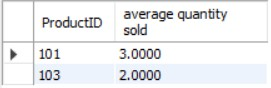 ProductID average quantity sold
101 3.0000
103 2.0000